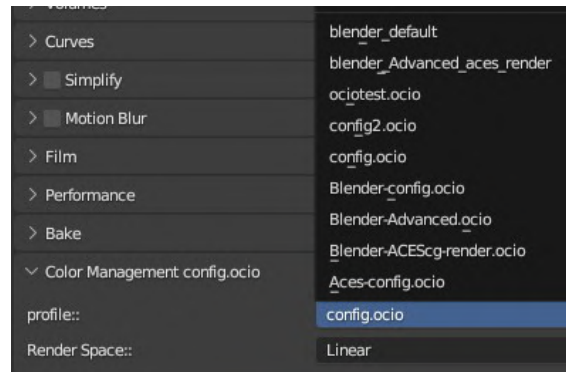 Curves
Simplify
Motion Blur
Film
Performance
Bake
Color Management config.ocio
profile::
Render Space::
blender_default
blender_Advanced_aces_render
ociotest.ocio
config2.ocio
config.ocio
Blender-config.ocio
Blender-Advanced.ocio
Blender-ACEScg-render.ocio
Aces-config.ocio
config.ocio
Linear